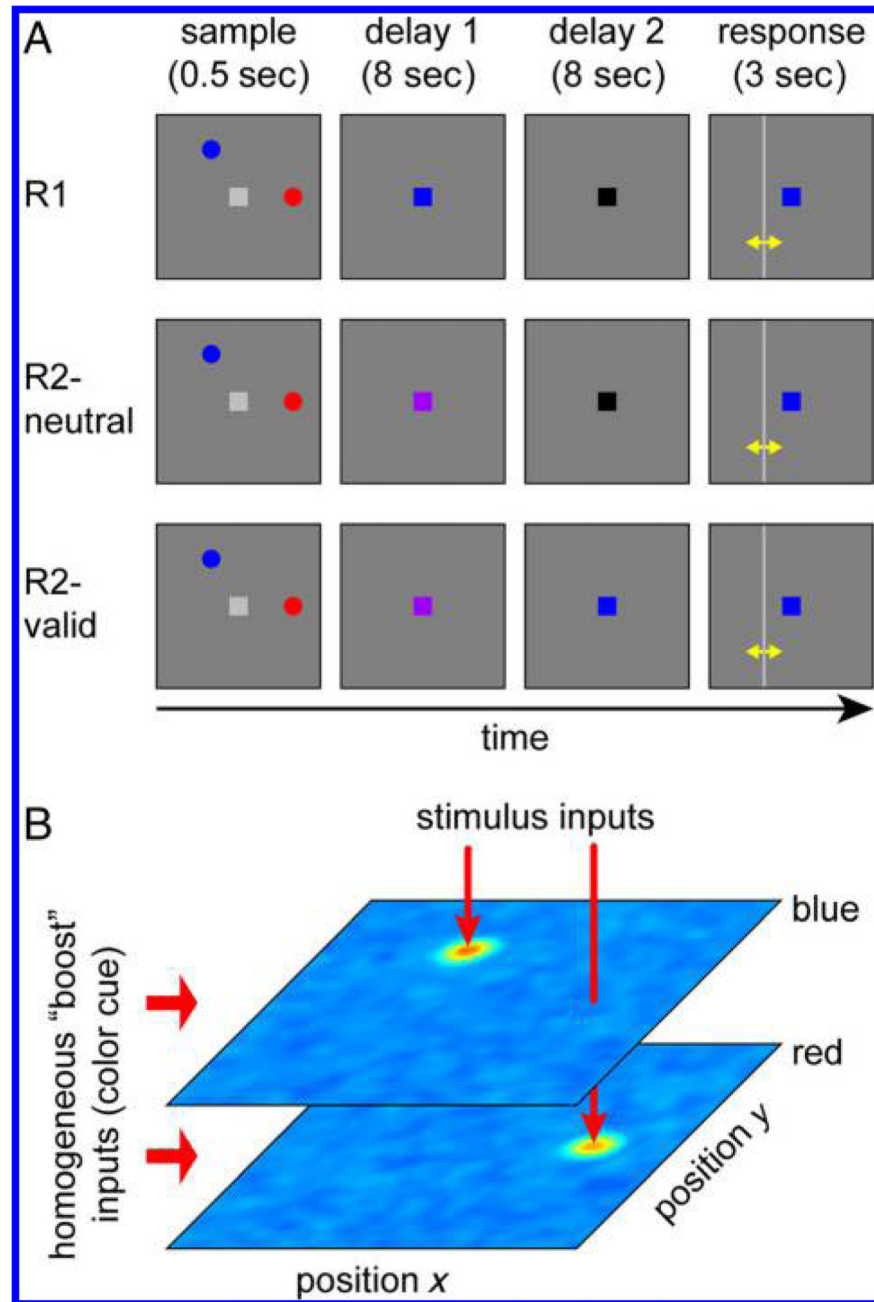 A
sample
(0.5 sec)
delay 1
(8 sec)
delay 2
(8 sec)
response
(3 sec)
R1
R2-
neutral
R2-
valid
time
B
stimulus inputs
homogeneous “boost”
inputs (color cue)
blue
red
position y
position x